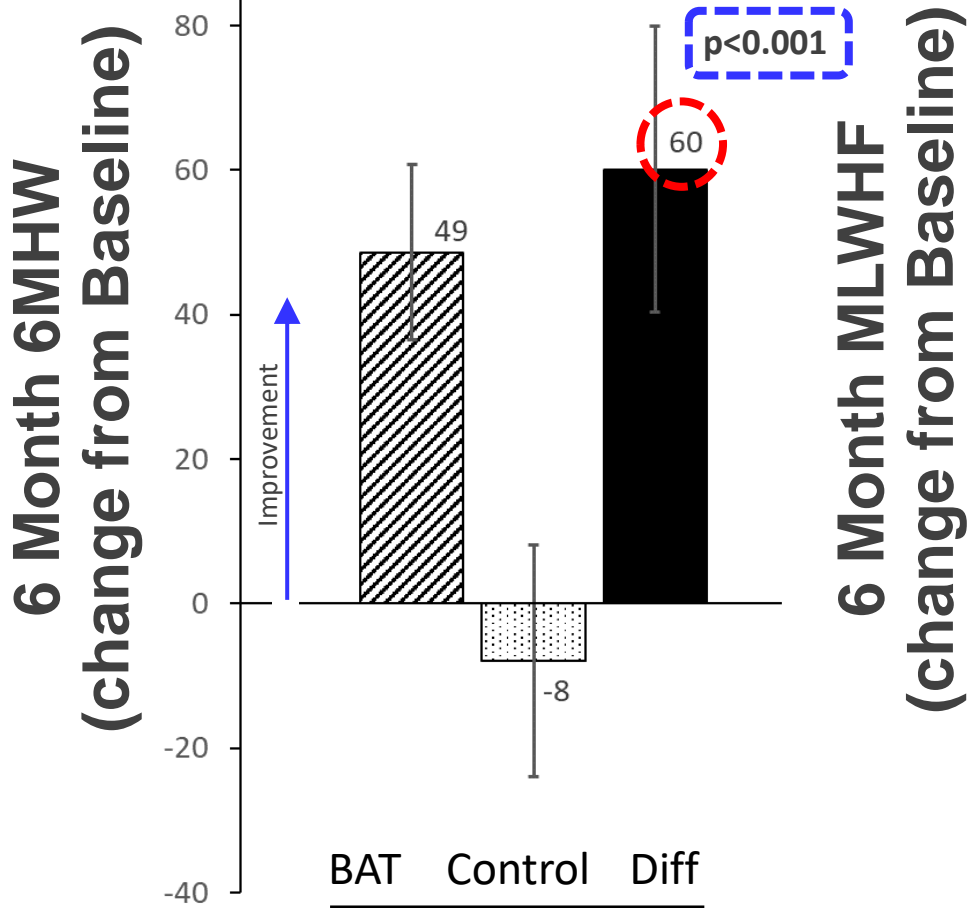 6 Month 6MHW
(change from Baseline)
80
60
40
20
0
-20
-40
Improvement
49
-8
60
p<0.001
BAT Control Diff
6 Month MLWHF
(change from Baseline)